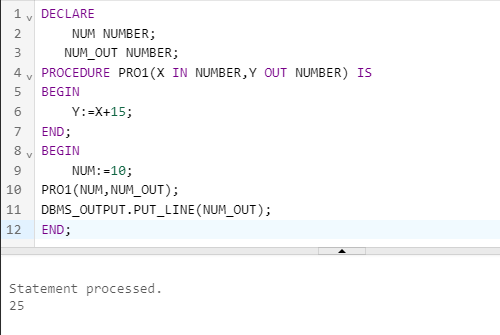 1 DECLARE
2 NUM NUMBER;
3 NUM_OUT NUMBER;
4 PROCEDURE PRO1(X IN NUMBER,Y OUT NUMBER) IS
5 BEGIN
6 Y:=X+15;
7 END;
8 BEGIN
9 NUM:=10;
10 PRO1(NUM,NUM_OUT);
11 DBMS_OUTPUT.PUT_LINE(NUM_OUT);
12 END;
Statement processed.
25